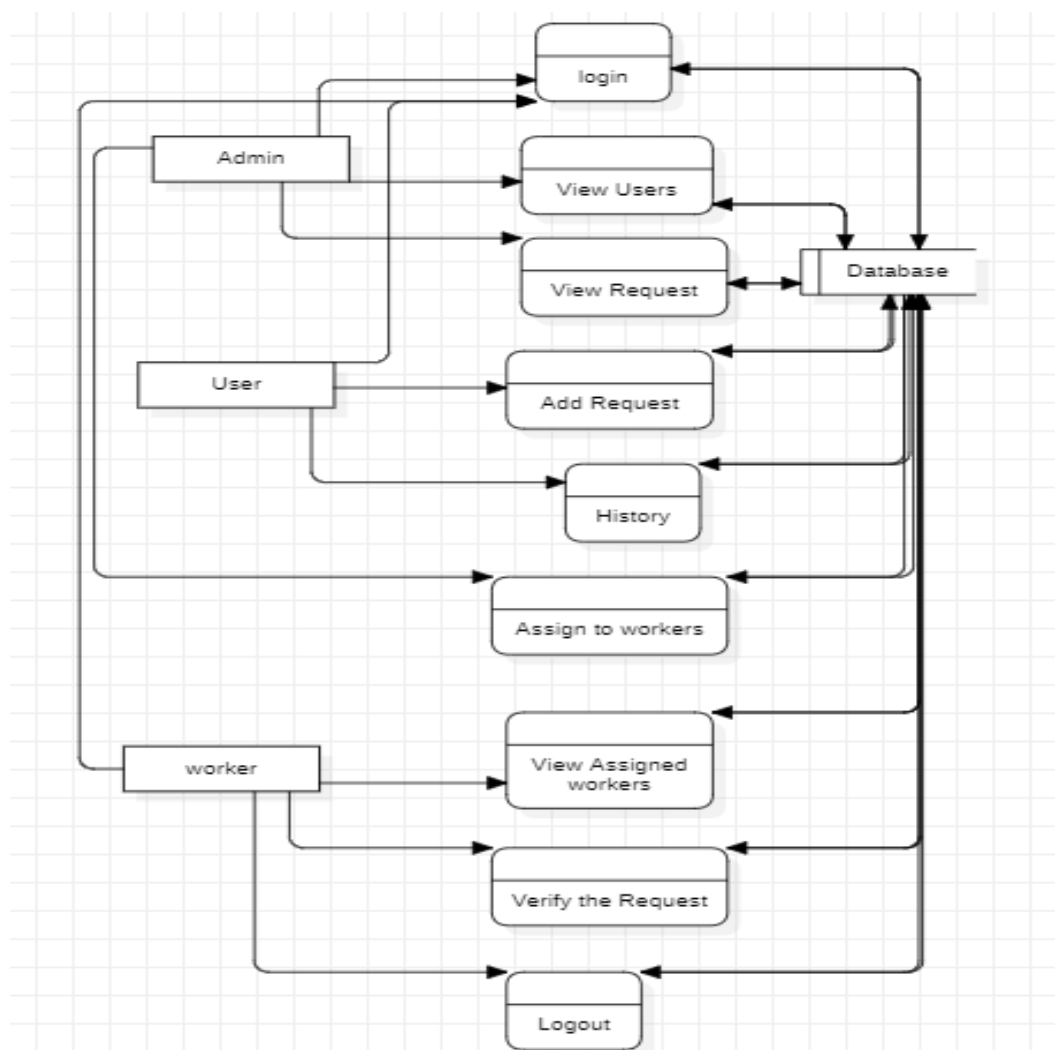 login
Admin
View Users
Database
View Request
User
Add Request
History
Assign to workers
worker
View Assigned
workers
Verify the Request
Logout